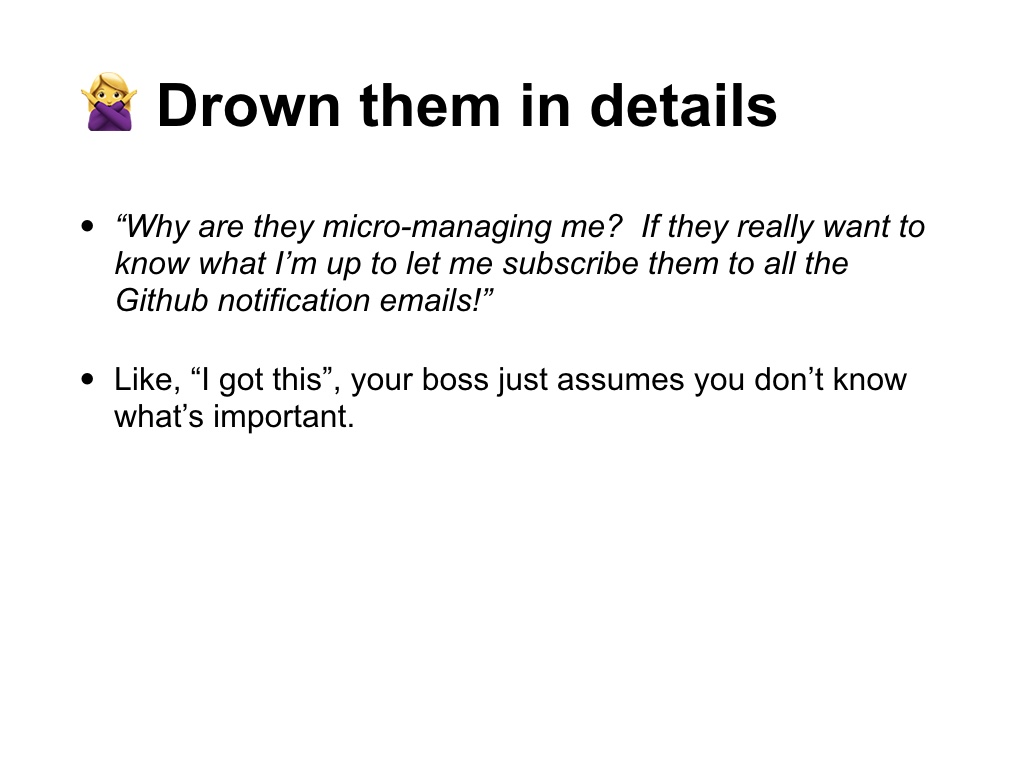 🙅‍♀️ Drown them in details
• “Why are they micro-managing me?  If they really want to
know what I’m up to let me subscribe them to all the
Github notification emails!”
• Like, “I got this”, your boss just assumes you don’t know
what’s important.